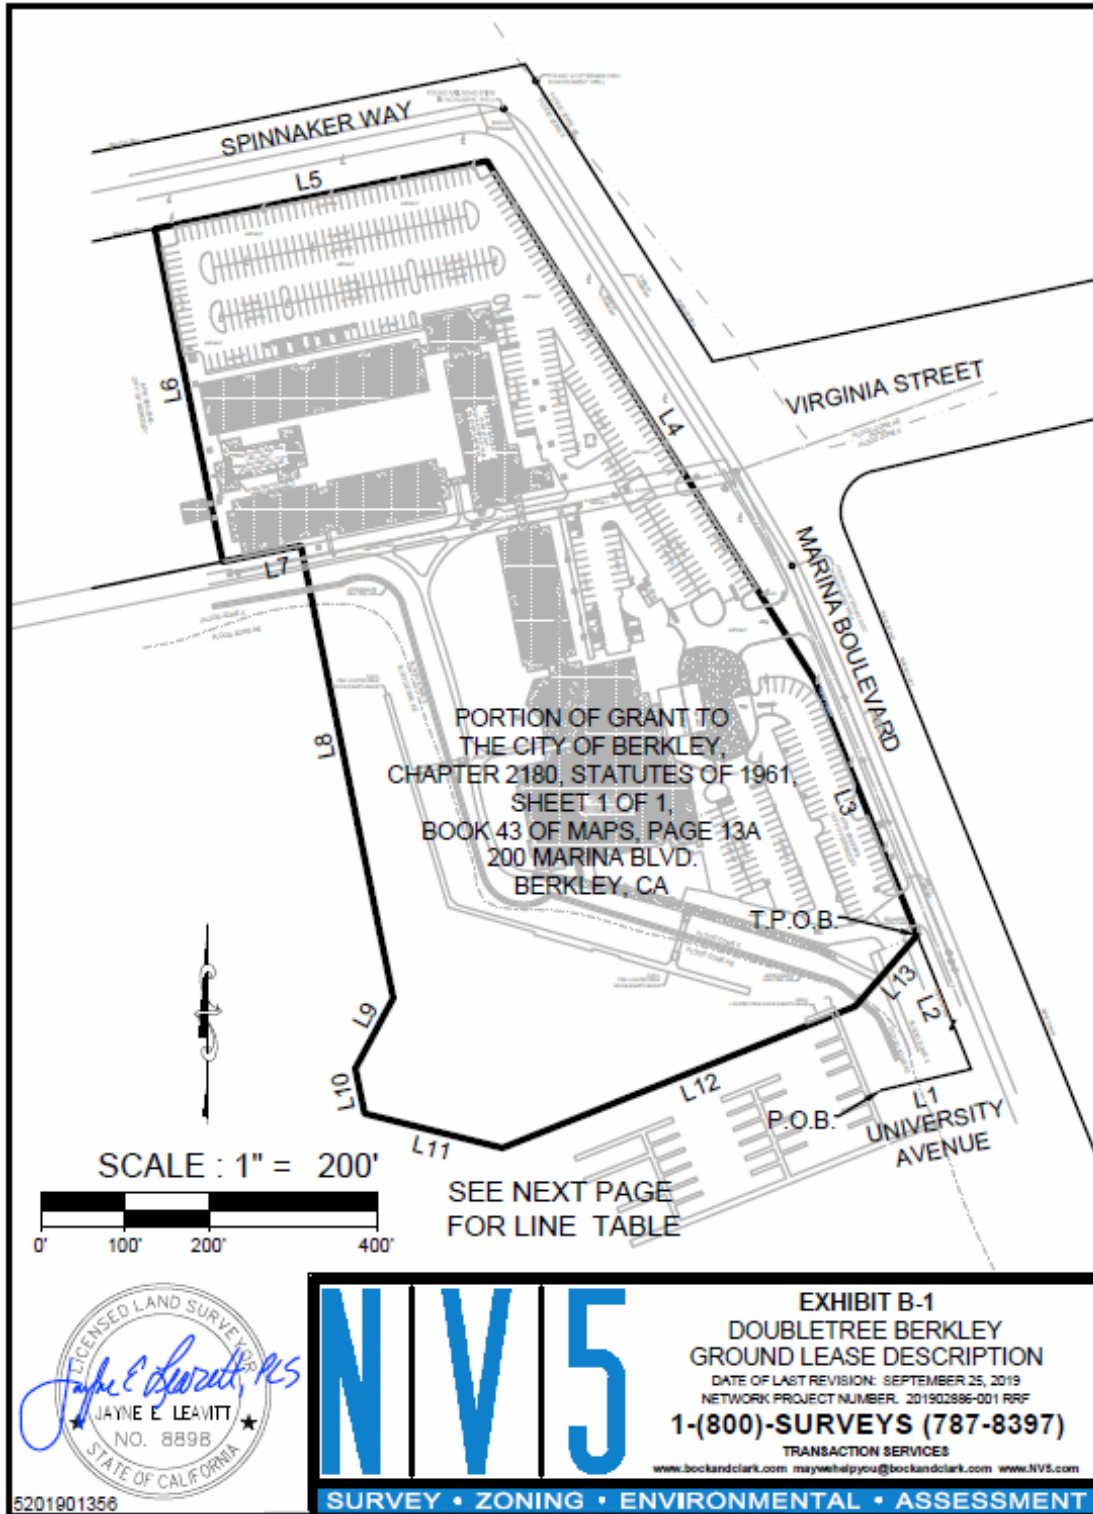 SPINNAKER WAY
L5
L6
L4
VIRGINIA STREET
L7
MARINA BOULEVARD
L8
PORTION OF GRANT TO
THE CITY OF BERKLEY,
CHAPTER 2180, STATUTES OF 1961,
SHEET 1 OF 1,
BOOK 43 OF MAPS, PAGE 13A
200 MARINA BLVD.
BERKLEY, CA
L3
T.P.O.B.
L13
L2
L9
L10
L12
L1
P.O.B.
UNIVERSITY
AVENUE
L11
SCALE : 1" = 200'
0' 100' 200' 400'
SEE NEXT PAGE
FOR LINE TABLE
LICENSED LAND SURVEYOR
Jayne E Leavitt, PLS
JAYNE E. LEAVITT
NO. 8898
STATE OF CALIFORNIA
5201901356
NV5
EXHIBIT B-1
DOUBLETREE BERKLEY
GROUND LEASE DESCRIPTION
DATE OF LAST REVISION: SEPTEMBER 25, 2019
NETWORK PROJECT NUMBER: 201902886-001 RRF
1-(800)-SURVEYS (787-8397)
TRANSACTION SERVICES
www.bockandclark.com maywehelpyou@bockandclark.com www.NV5.com
SURVEY • ZONING • ENVIRONMENTAL • ASSESSMENT